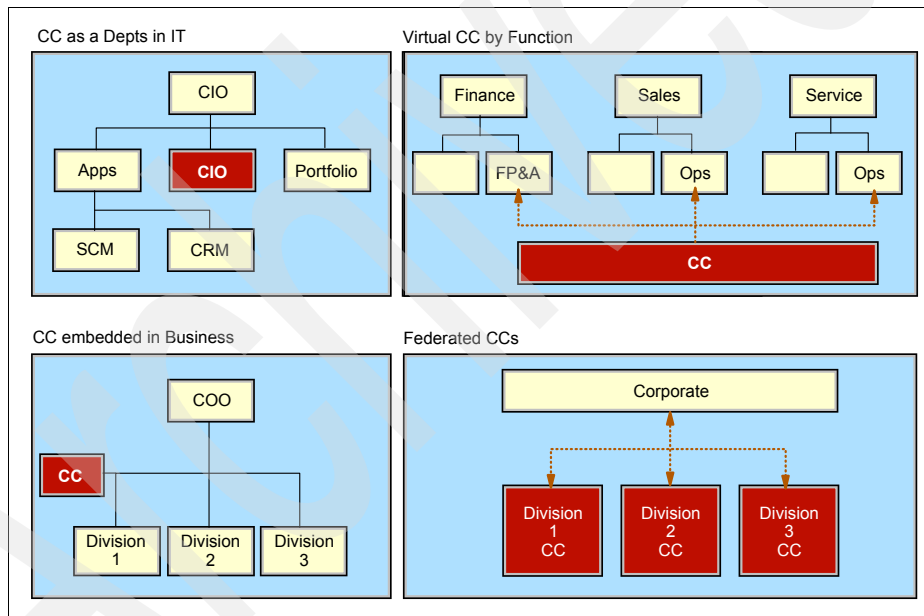 CC as a Depts in IT
CIO
Apps
CIO
Portfolio
SCM
CRM
Virtual CC by Function
Finance
Sales
Service
FP&A
Ops
Ops
CC
CC embedded in Business
COO
CC
Division
1
Division
2
Division
3
Federated CCs
Corporate
Division
1
CC
Division
2
CC
Division
3
CC